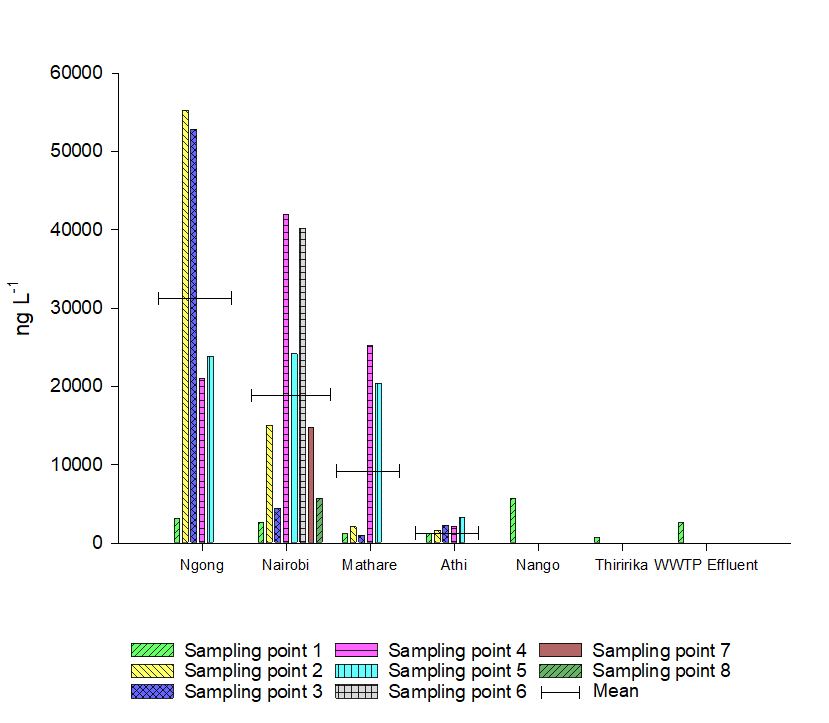 60000
50000
40000
30000
20000
10000
0
ng L-1
Ngong Nairobi Mathare Athi Nango Thiririka WWTP Effluent
Sampling point 1 Sampling point 4 Sampling point 7
Sampling point 2 Sampling point 5 Sampling point 8
Sampling point 3 Sampling point 6 Mean